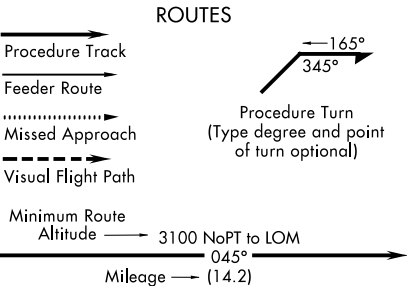 ROUTES
Procedure Track
Feeder Route
Missed Approach
Visual Flight Path
165°
345°
Procedure Turn
(Type degree and point
of turn optional)
Minimum Route
Altitude
3100 NoPT to LOM
045°
Mileage
(14.2)